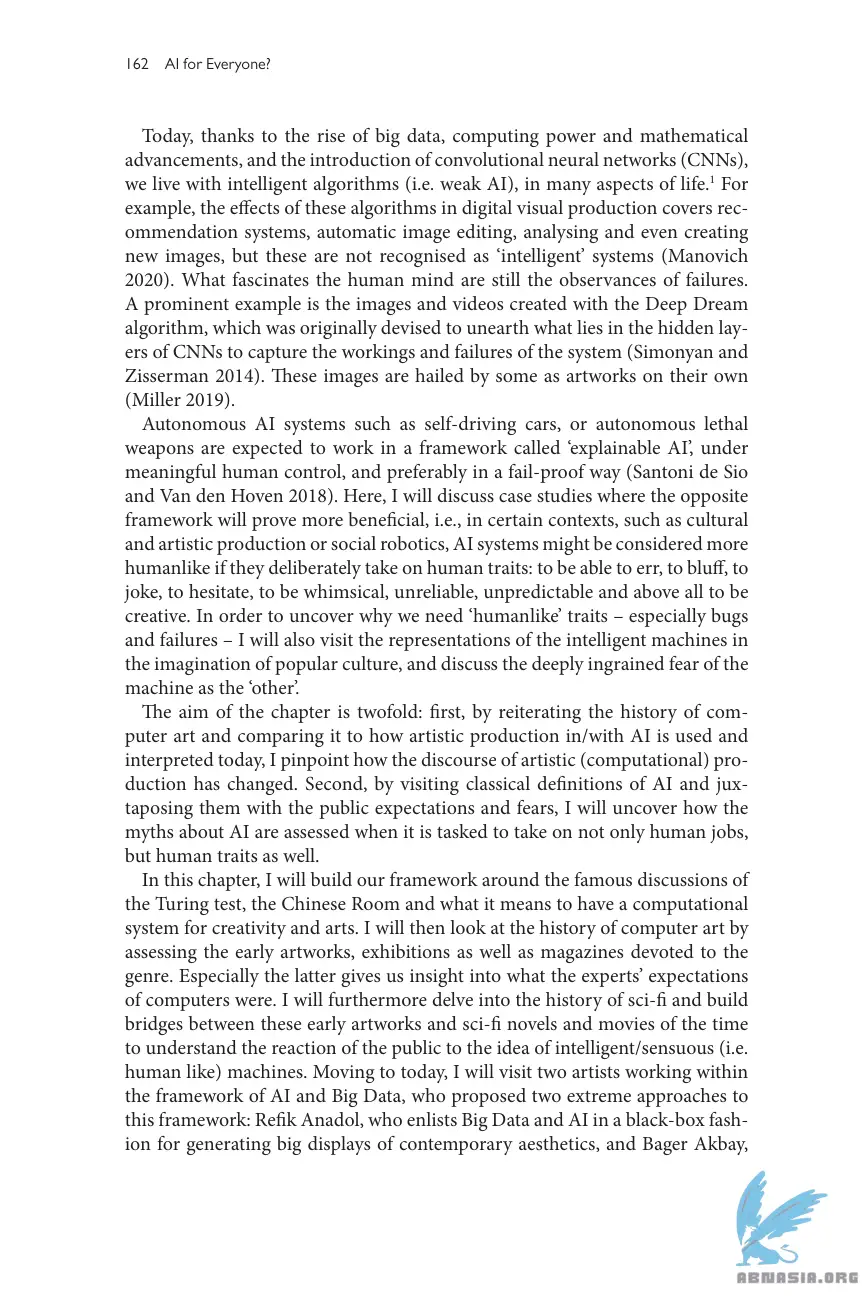 162 AI for Everyone?
Today, thanks to the rise of big data, computing power and mathematical
advancements, and the introduction of convolutional neural networks (CNNs),
we live with intelligent algorithms (i.e. weak AI), in many aspects of life.¹ For
example, the effects of these algorithms in digital visual production covers rec-
ommendation systems, automatic image editing, analysing and even creating
new images, but these are not recognised as ‘intelligent’ systems (Manovich
2020). What fascinates the human mind are still the observances of failures.
A prominent example is the images and videos created with the Deep Dream
algorithm, which was originally devised to unearth what lies in the hidden lay-
ers of CNNs to capture the workings and failures of the system (Simonyan and
Zisserman 2014). These images are hailed by some as artworks on their own
(Miller 2019).
Autonomous AI systems such as self-driving cars, or autonomous lethal
weapons are expected to work in a framework called ‘explainable AI’, under
meaningful human control, and preferably in a fail-proof way (Santoni de Sio
and Van den Hoven 2018). Here, I will discuss case studies where the opposite
framework will prove more beneficial, i.e., in certain contexts, such as cultural
and artistic production or social robotics, AI systems might be considered more
humanlike if they deliberately take on human traits: to be able to err, to bluff, to
joke, to hesitate, to be whimsical, unreliable, unpredictable and above all to be
creative. In order to uncover why we need ‘humanlike’ traits – especially bugs
and failures – I will also visit the representations of the intelligent machines in
the imagination of popular culture, and discuss the deeply ingrained fear of the
machine as the ‘other’.
The aim of the chapter is twofold: first, by reiterating the history of com-
puter art and comparing it to how artistic production in/with AI is used and
interpreted today, I pinpoint how the discourse of artistic (computational) pro-
duction has changed. Second, by visiting classical definitions of AI and jux-
taposing them with the public expectations and fears, I will uncover how the
myths about AI are assessed when it is tasked to take on not only human jobs,
but human traits as well.
In this chapter, I will build our framework around the famous discussions of
the Turing test, the Chinese Room and what it means to have a computational
system for creativity and arts. I will then look at the history of computer art by
assessing the early artworks, exhibitions as well as magazines devoted to the
genre. Especially the latter gives us insight into what the experts’ expectations
of computers were. I will furthermore delve into the history of sci-fi and build
bridges between these early artworks and sci-fi novels and movies of the time
to understand the reaction of the public to the idea of intelligent/sensuous (i.e.
human like) machines. Moving to today, I will visit two artists working within
the framework of AI and Big Data, who proposed two extreme approaches to
this framework: Refik Anadol, who enlists Big Data and AI in a black-box fash-
ion for generating big displays of contemporary aesthetics, and Bager Akbay,
ABNASIA.ORG